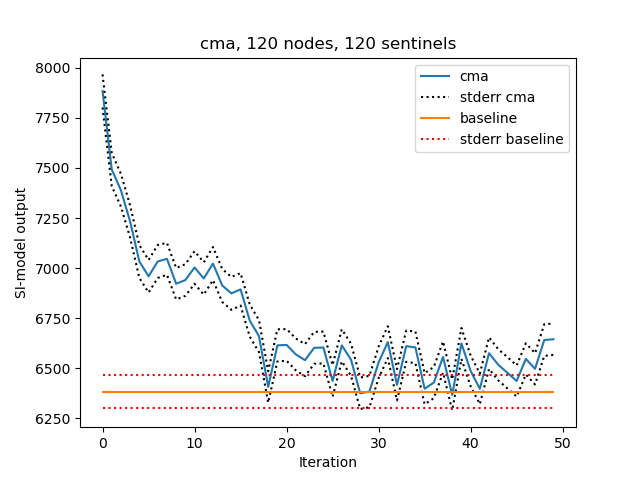 cma, 120 nodes, 120 sentinels
8000
7750
7500
7250
7000
6750
6500
6250
SI-model output
cma
stderr cma
baseline
stderr baseline
0
10
20
30
40
50
Iteration